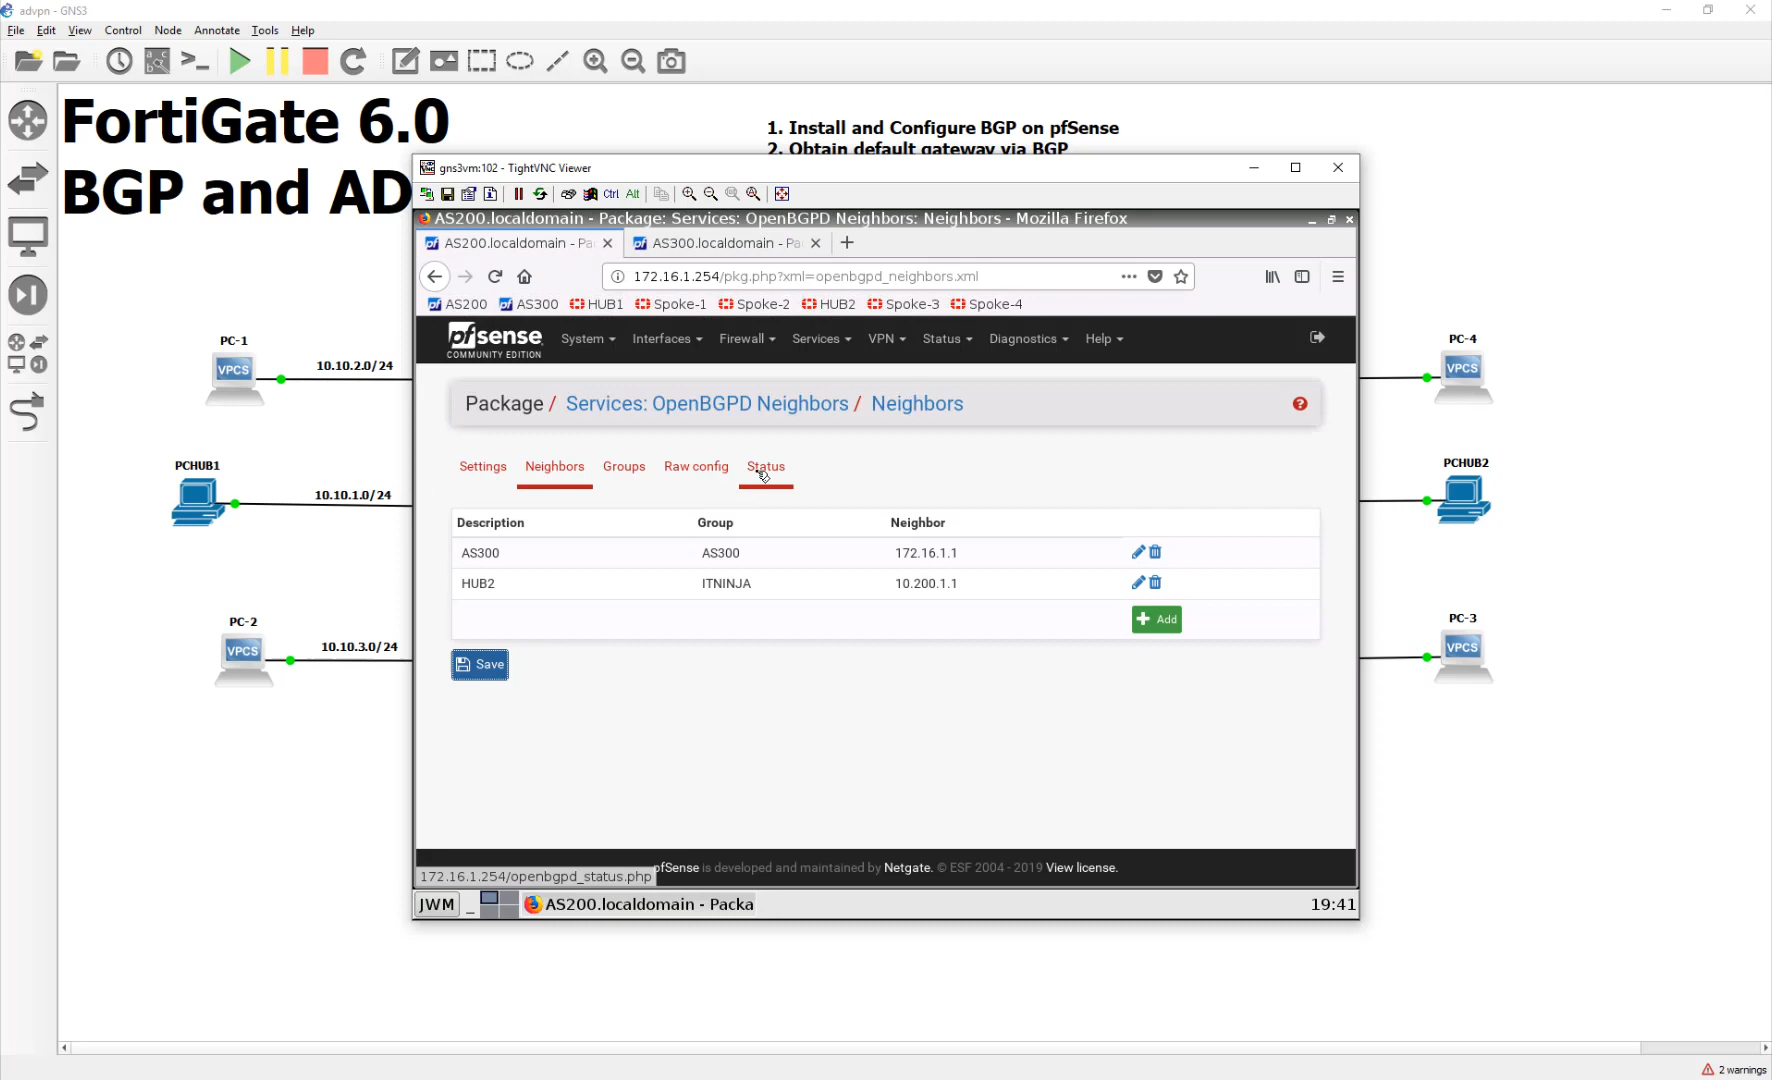 advpn - GNS3
File Edit View Control Node Annotate Tools Help
FortiGate 6.0
BGP and AD
1. Install and Configure BGP on pfSense
2. Obtain default gateway via BGP
gns3vm:102 - TightVNC Viewer
Ctrl Alt
AS200.localdomain - Package: Services: OpenBGPD Neighbors: Neighbors - Mozilla Firefox
AS200.localdomain - Pa AS300.localdomain - Pa
172.16.1.254/pkg.php?xml=openbgpd_neighbors.xml
AS200 AS300 HUB1 Spoke-1 Spoke-2 HUB2 Spoke-3 Spoke-4
pfsense
COMMUNITY EDITION
System Interfaces Firewall Services VPN Status Diagnostics Help
Package / Services: OpenBGPD Neighbors / Neighbors
Settings Neighbors Groups Raw config Status
Description Group Neighbor
AS300 AS300 172.16.1.1
HUB2 ITNINJA 10.200.1.1
Add
Save
pfSense is developed and maintained by Netgate. © ESF 2004 - 2019 View license.
172.16.1.254/openbgpd_status.php
JWM _ AS200.localdomain - Packa 19:41
PC-1
VPCS
10.10.2.0/24
PCHUB1
10.10.1.0/24
PC-2
VPCS
10.10.3.0/24
PC-4
VPCS
PCHUB2
PC-3
VPCS
2 warnings